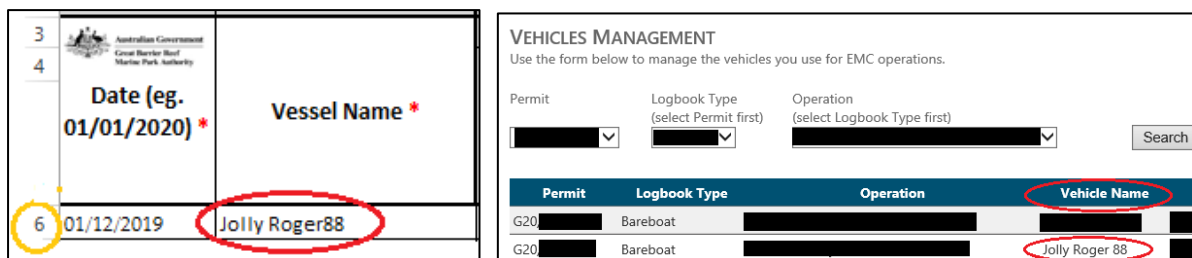 3
4
Australian Government
Great Barrier Reef
Marine Park Authority
Date (eg.
01/01/2020) *
Vessel Name *
6 01/12/2019 Jolly Roger88
VEHICLES MANAGEMENT
Use the form below to manage the vehicles you use for EMC operations.
Permit Logbook Type Operation
(select Permit first) (select Logbook Type first)
Search
Permit Logbook Type Operation Vehicle Name
G20 Bareboat
G20 Bareboat Jolly Roger 88